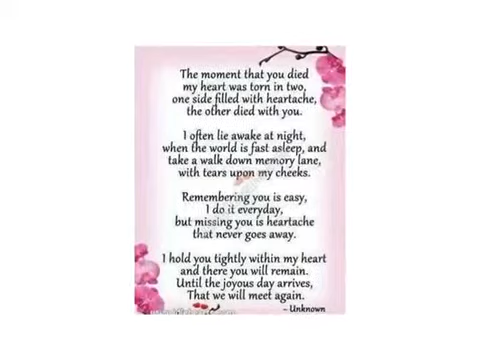 The moment that you died
my heart was torn in two,
one side filled with heartache,
the other died with you.
I often lie awake at night,
when the world is fast asleep, and
take a walk down memory lane,
with tears upon my cheeks.
Remembering you is easy,
I do it everyday,
but missing you is heartache
that never goes away.
I hold you tightly within my heart
and there you will remain.
Until the joyous day arrives,
That we will meet again.
~ Unknown